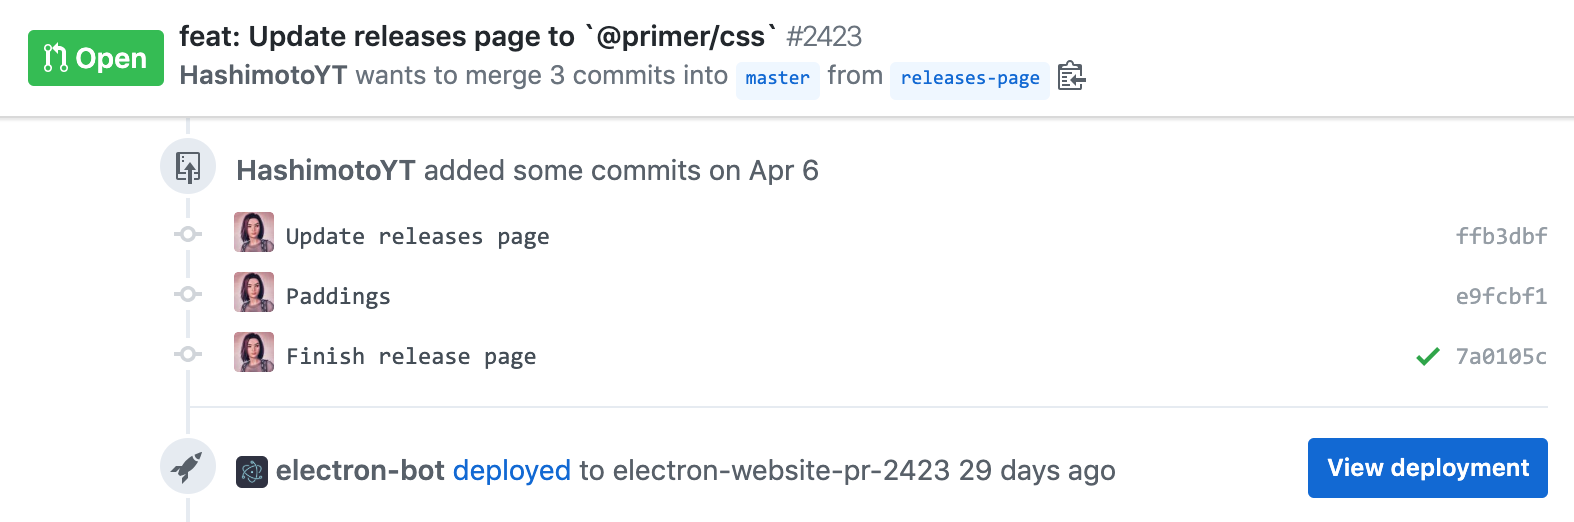 Open
feat: Update releases page to `@primer/css` #2423
HashimotoYT wants to merge 3 commits into master from releases-page
HashimotoYT added some commits on Apr 6
Update releases page ffb3dbf
Paddings e9fcbf1
Finish release page 7a0105c
electron-bot deployed to electron-website-pr-2423 29 days ago View deployment